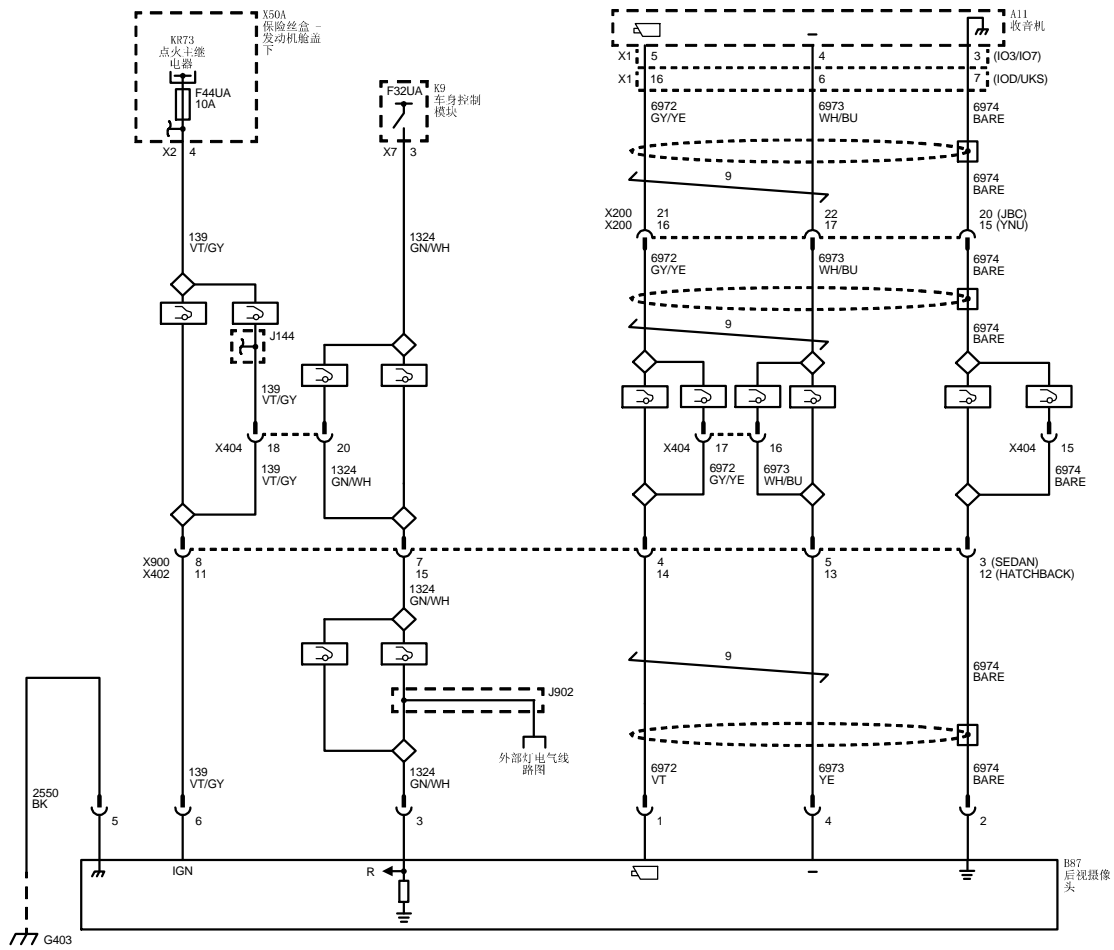 X50A
保险丝盒 -
发动机舱盖
下
KR73
点火主继
电器
F44UA
10A
X2 4
F32UA
K9
车身控制
模块
X7 3
A11
收音机
X1 5 4 3 (IO3/IO7)
X1 16 6 7 (IOD/UKS)
6972
GY/YE
6973
WH/BU
6974
BARE
9
6974
BARE
X200 21 22 20 (JBC)
X200 16 17 15 (YNU)
139
VT/GY
1324
GN/WH
6972
GY/YE
6973
WH/BU
6974
BARE
9
6974
BARE
J144
139
VT/GY
X404 18 20
X404 17 16
X404 15
139
VT/GY
1324
GN/WH
6972
GY/YE
6973
WH/BU
6974
BARE
X900 8 7 4 5 3 (SEDAN)
X402 11 15 14 13 12 (HATCHBACK)
1324
GN/WH
9
6974
BARE
J902
外部灯电气线
路图
2550
BK
139
VT/GY
1324
GN/WH
6972
VT
6973
YE
6974
BARE
5 6 3 1 4 2
IGN
R
B87
后视摄像
头
G403